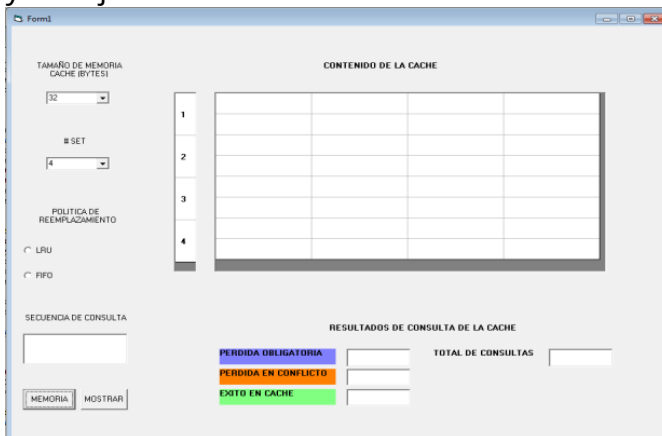 Form1
TAMAÑO DE MEMORIA
CACHE (BYTES)
32
# SET
4
POLITICA DE
REEMPLAZAMIENTO
LRU
FIFO
SECUENCIA DE CONSULTA
MEMORIA
MOSTRAR
CONTENIDO DE LA CACHE
1
2
3
4
RESULTADOS DE CONSULTA DE LA CACHE
PERDIDA OBLIGATORIA
TOTAL DE CONSULTAS
PERDIDA EN CONFLICTO
EXITO EN CACHE